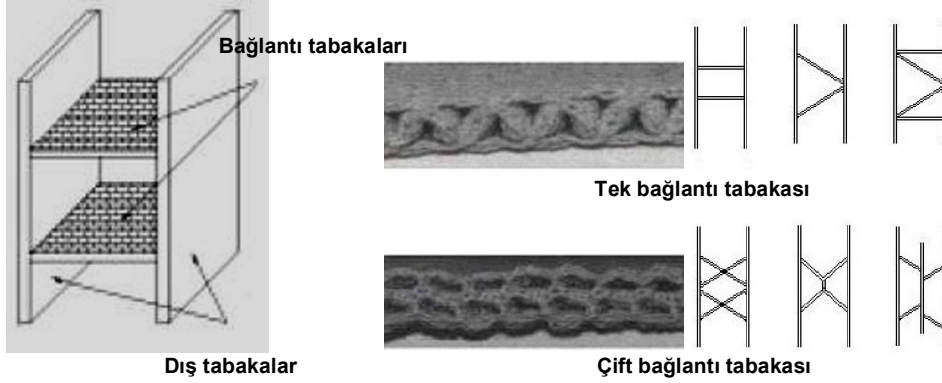 Bağlantı tabakaları
Tek bağlantı tabakası
Dış tabakalar
Çift bağlantı tabakası